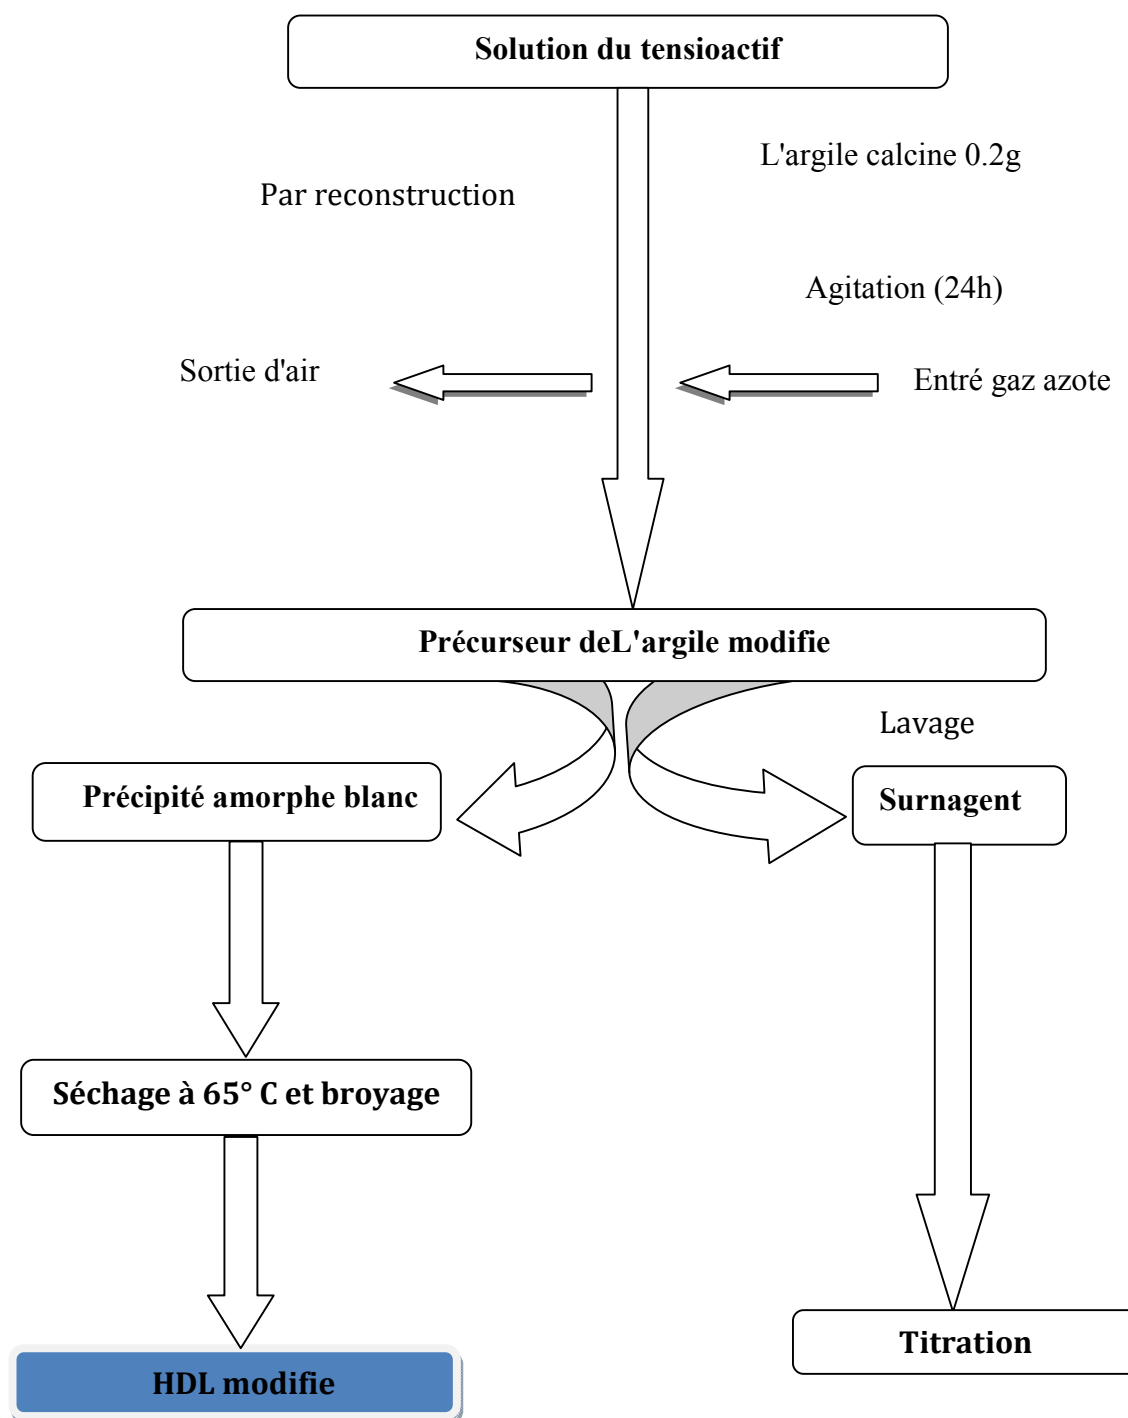 Solution du tensioactif
L'argile calcine 0.2g
Par reconstruction
Agitation (24h)
Sortie d'air
Entré gaz azote
Précurseur deL'argile modifie
Lavage
Précipité amorphe blanc
Surnagent
Séchage à 65° C et broyage
Titration
HDL modifie